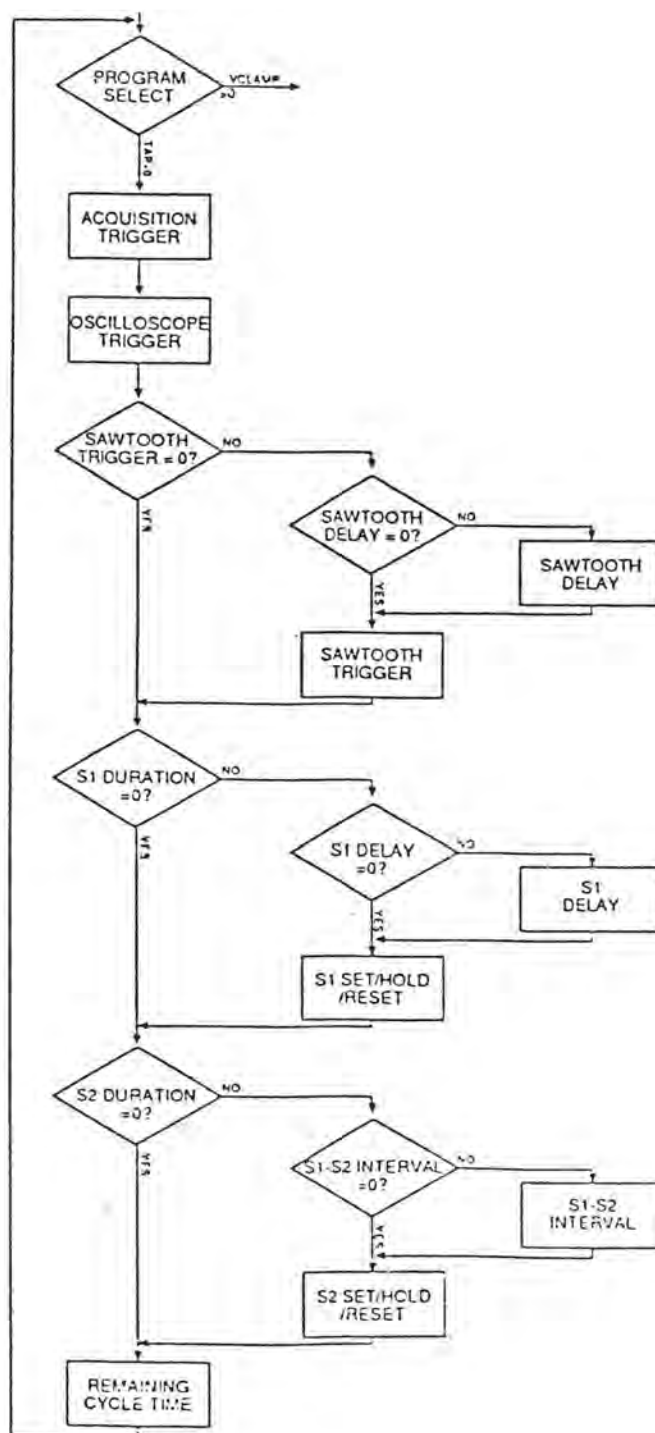 PROGRAM
SELECT
VCLAMP
TAP.0
ACQUISITION
TRIGGER
OSCILLOSCOPE
TRIGGER
SAWTOOTH
TRIGGER = 0?
NO
YES
SAWTOOTH
DELAY = 0?
NO
YES
SAWTOOTH
DELAY
SAWTOOTH
TRIGGER
S1 DURATION
=0?
NO
YES
S1 DELAY
=0?
NO
YES
S1
DELAY
S1 SET/HOLD
/RESET
S2 DURATION
=0?
NO
YES
S1-S2 INTERVAL
=0?
NO
YES
S1-S2
INTERVAL
S2 SET/HOLD
/RESET
REMAINING
CYCLE TIME